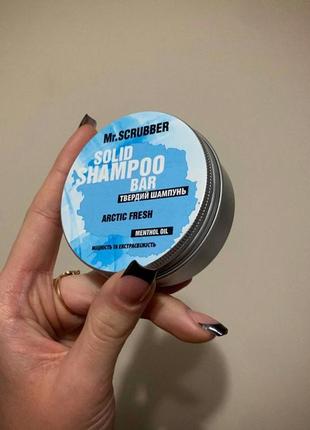 Mr.SCRUBBER
SOLID
SHAMPOO
BAR
ТВЕРДИЙ ШАМПУНЬ
ARCTIC FRESH
MENTHOL OIL
МІЦНІСТЬ ТА ЕКСТРАСВІЖІСТЬ